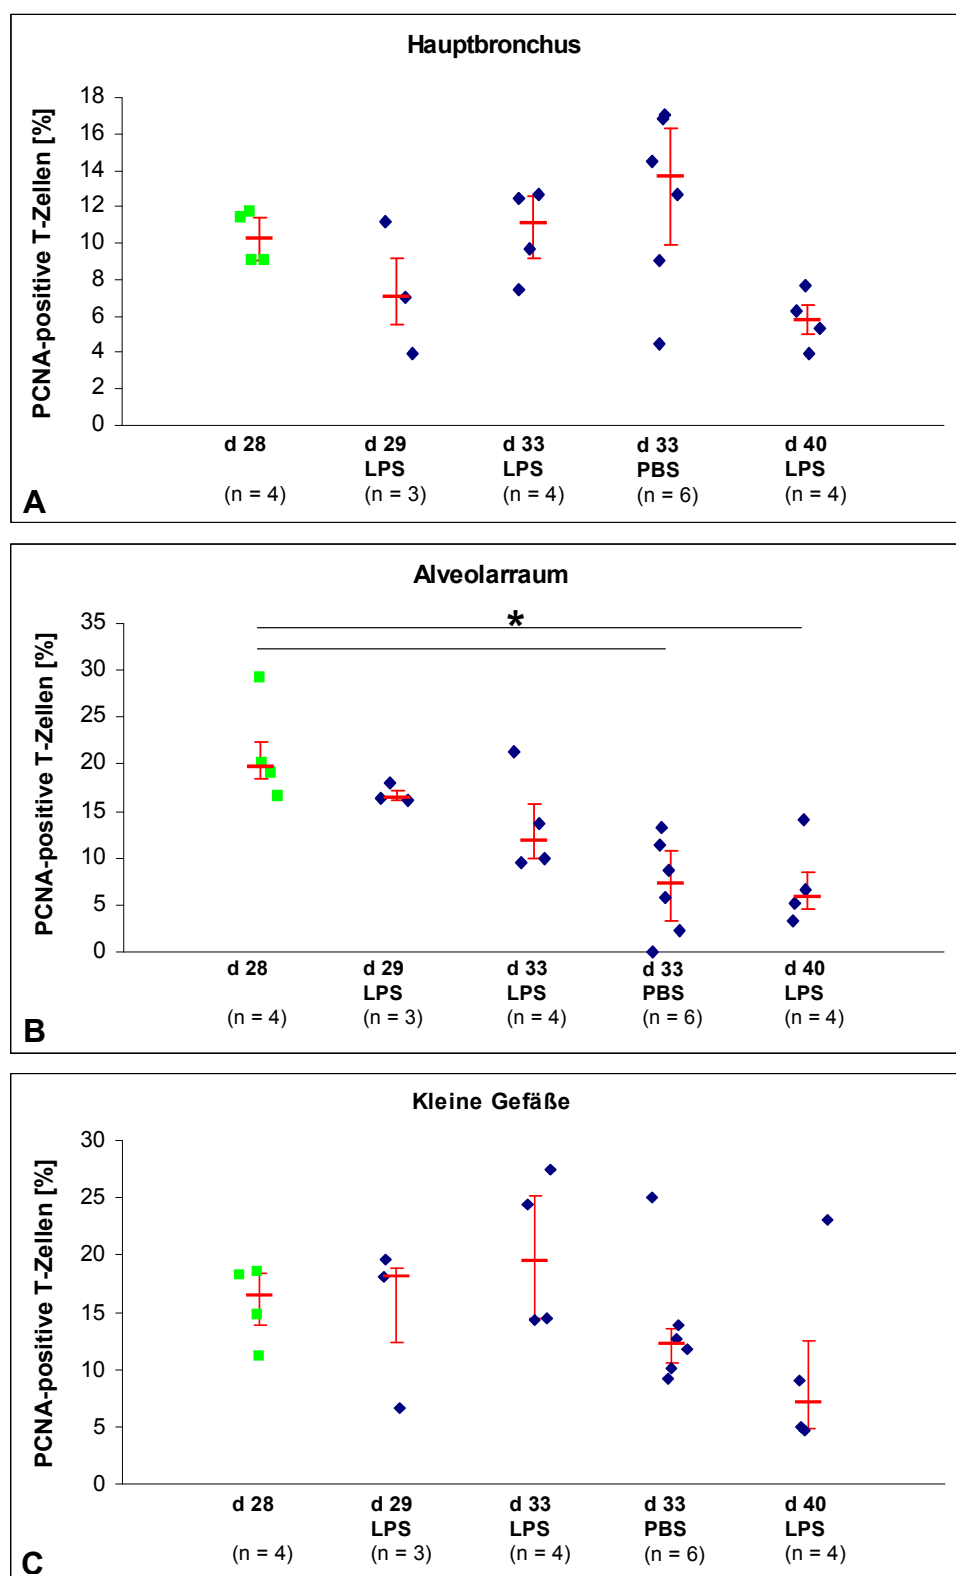 Hauptbronchus
PCNA-positive T-Zellen [%]
18
16
14
12
10
8
6
4
2
0
d 28 d 29 d 33 d 33 d 40
LPS LPS PBS LPS
(n = 4) (n = 3) (n = 4) (n = 6) (n = 4)
A
Alveolarraum
PCNA-positive T-Zellen [%]
35
30
25
20
15
10
5
0
*
d 28 d 29 d 33 d 33 d 40
LPS LPS PBS LPS
(n = 4) (n = 3) (n = 4) (n = 6) (n = 4)
B
Kleine Gefäße
PCNA-positive T-Zellen [%]
30
25
20
15
10
5
0
d 28 d 29 d 33 d 33 d 40
LPS LPS PBS LPS
(n = 4) (n = 3) (n = 4) (n = 6) (n = 4)
C